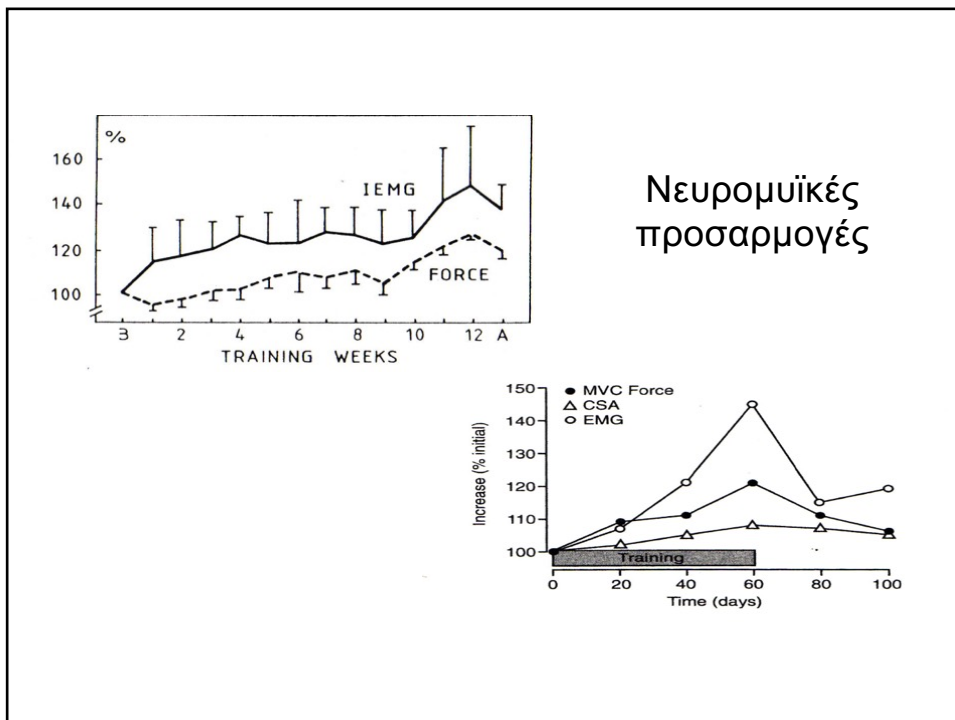 Νευρομυϊκές
προσαρμογές
%
160
140
120
100
IEMG
FORCE
B 2 4 6 8 10 12 A
TRAINING WEEKS
150
140
130
120
110
100
Increase (% initial)
MVC Force
CSA
EMG
Training
0 20 40 60 80 100
Time (days)